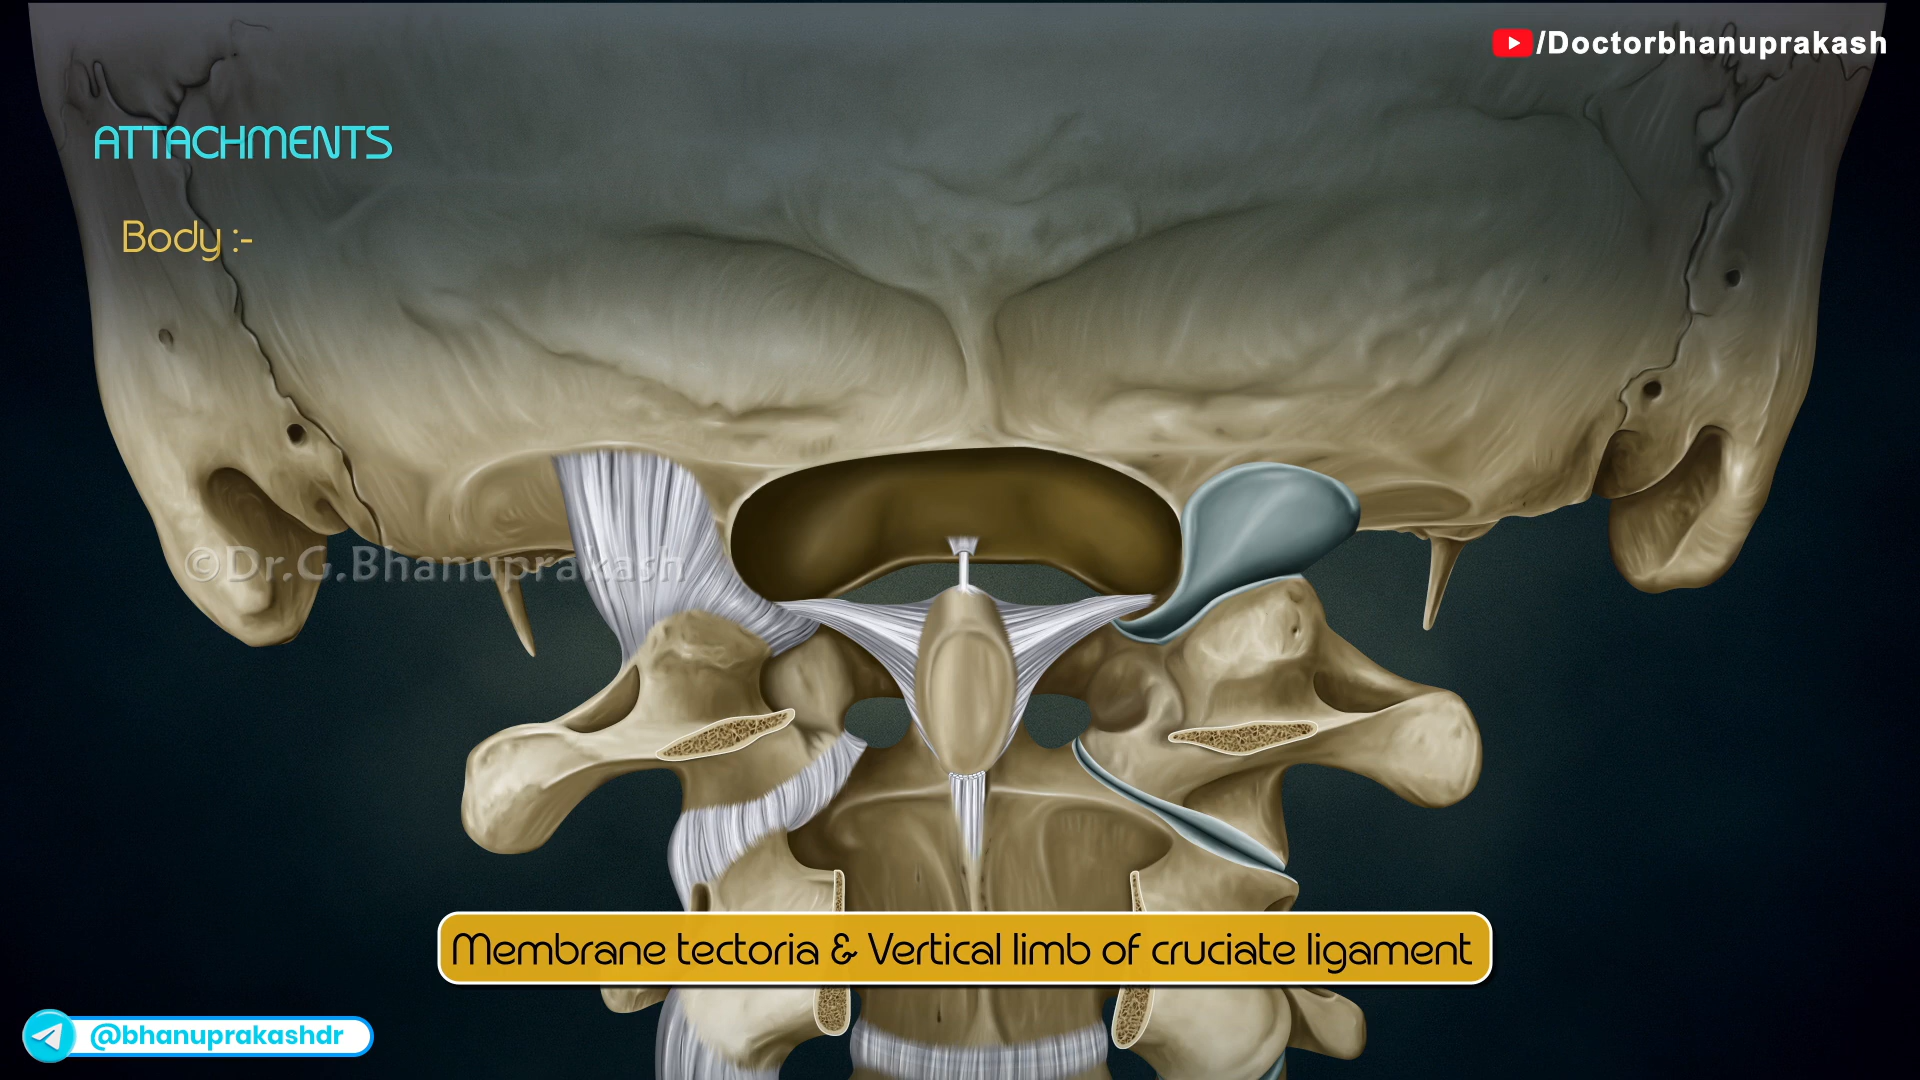 /Doctorbhanuprakash
ATTACHMENTS
Body :-
©Dr.G.Bhanuprakash
Membrane tectoria & Vertical limb of cruciate ligament
@bhanuprakashdr